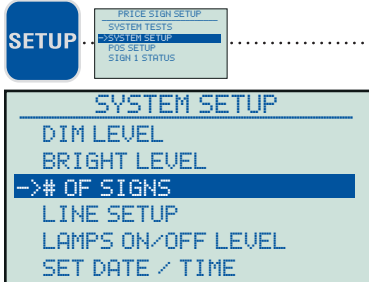 SETUP
PRICE SIGN SETUP
SYSTEM TESTS
->SYSTEM SETUP
POS SETUP
SIGN 1 STATUS
SYSTEM SETUP
DIM LEVEL
BRIGHT LEVEL
-># OF SIGNS
LINE SETUP
LAMPS ON/OFF LEVEL
SET DATE / TIME